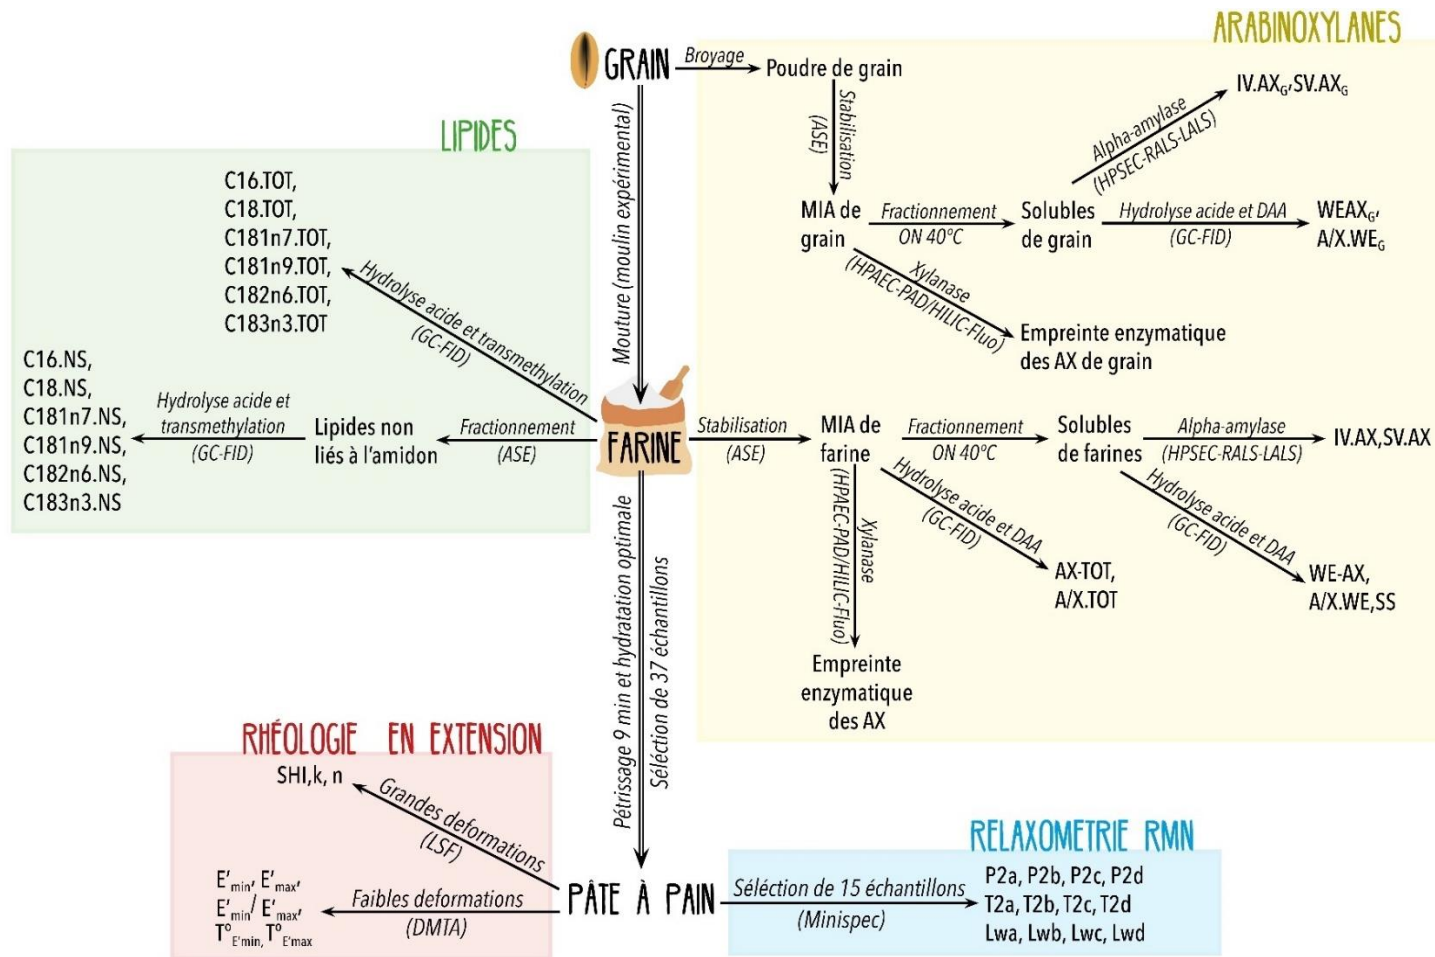 ARABINOXYLANES
GRAIN
Broyage
Poudre de grain
Stabilisation
(ASE)
IV.AXG, SV.AXG
Alpha-amylase
(HPSEC-RALS-LALS)
MIA de
grain
Fractionnement
ON 40°C
Solubles
de grain
Hydrolyse acide et DAA
(GC-FID)
WEAXG,
A/X.WEG
Xylanase
(HPAEC-PAD/HILIC-Fluo)
Empreinte enzymatique
des AX de grain
Mouture (moulin expérimental)
LIPIDES
C16.TOT,
C18.TOT,
C181n7.TOT,
C181n9.TOT,
C182n6.TOT,
C183n3.TOT
Hydrolyse acide et transmethylation
(GC-FID)
C16.NS,
C18.NS,
C181n7.NS,
C181n9.NS,
C182n6.NS,
C183n3.NS
Hydrolyse acide et
transmethylation
(GC-FID)
Lipides non
liés à l'amidon
Fractionnement
(ASE)
FARINE
Stabilisation
(ASE)
MIA de
farine
Fractionnement
ON 40°C
Solubles
de farines
Alpha-amylase
(HPSEC-RALS-LALS)
IV.AX,SV.AX
Hydrolyse acide et DAA
(GC-FID)
AX-TOT,
A/X.TOT
Hydrolyse acide et DAA
(GC-FID)
WE-AX,
A/X.WE,SS
Xylanase
(HPAEC-PAD/HILIC-Fluo)
Empreinte
enzymatique
des AX
Pétrissage 9 min et hydratation optimale
Séléction de 37 échantillons
RHÉOLOGIE EN EXTENSION
SHI,k, n
Grandes deformations
(LSF)
E'min, E'max,
E'min/ E'max,
T°E'min, T°E'max
Faibles deformations
(DMTA)
PÂTE À PAIN
Séléction de 15 échantillons
(Minispec)
RELAXOMETRIE RMN
P2a, P2b, P2c, P2d
T2a, T2b, T2c, T2d
Lwa, Lwb, Lwc, Lwd